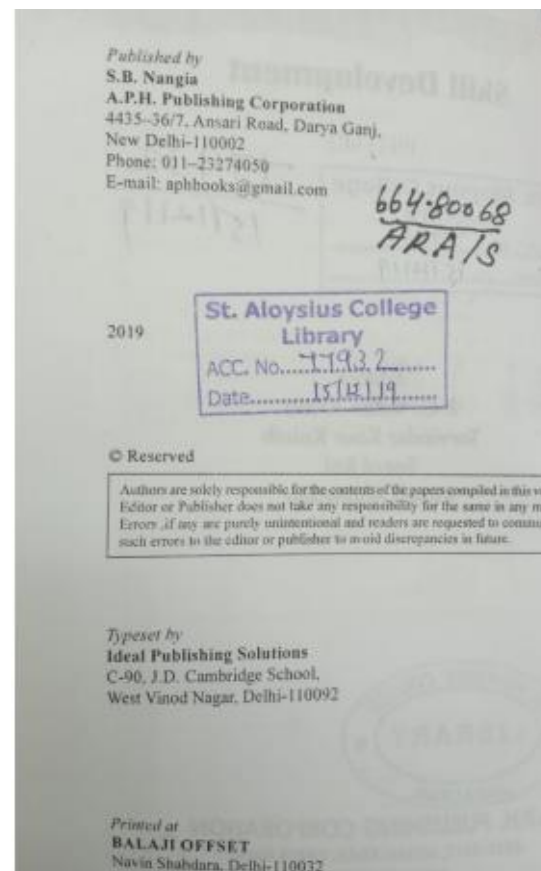 Published by
S.B. Nangia
A.P.H. Publishing Corporation
4435–36/7, Ansari Road, Darya Ganj,
New Delhi-110002
Phone: 011–23274050
E-mail: aphbooks@gmail.com
664.80068
ARA/S
2019
St. Aloysius College
Library
ACC. No.
Date
© Reserved
Authors are solely responsible for the contents of the papers compiled in this
Editor or Publisher does not take any responsibility for the same in any
Errors ,if any are purely unintentional and readers are requested to
such errors to the editor or publisher to avoid discrepancies in future.
Typeset by
Ideal Publishing Solutions
C-90, J.D. Cambridge School,
West Vinod Nagar, Delhi-110092
Printed at
BALAJI OFFSET
Navin Shahdara, Delhi-110032